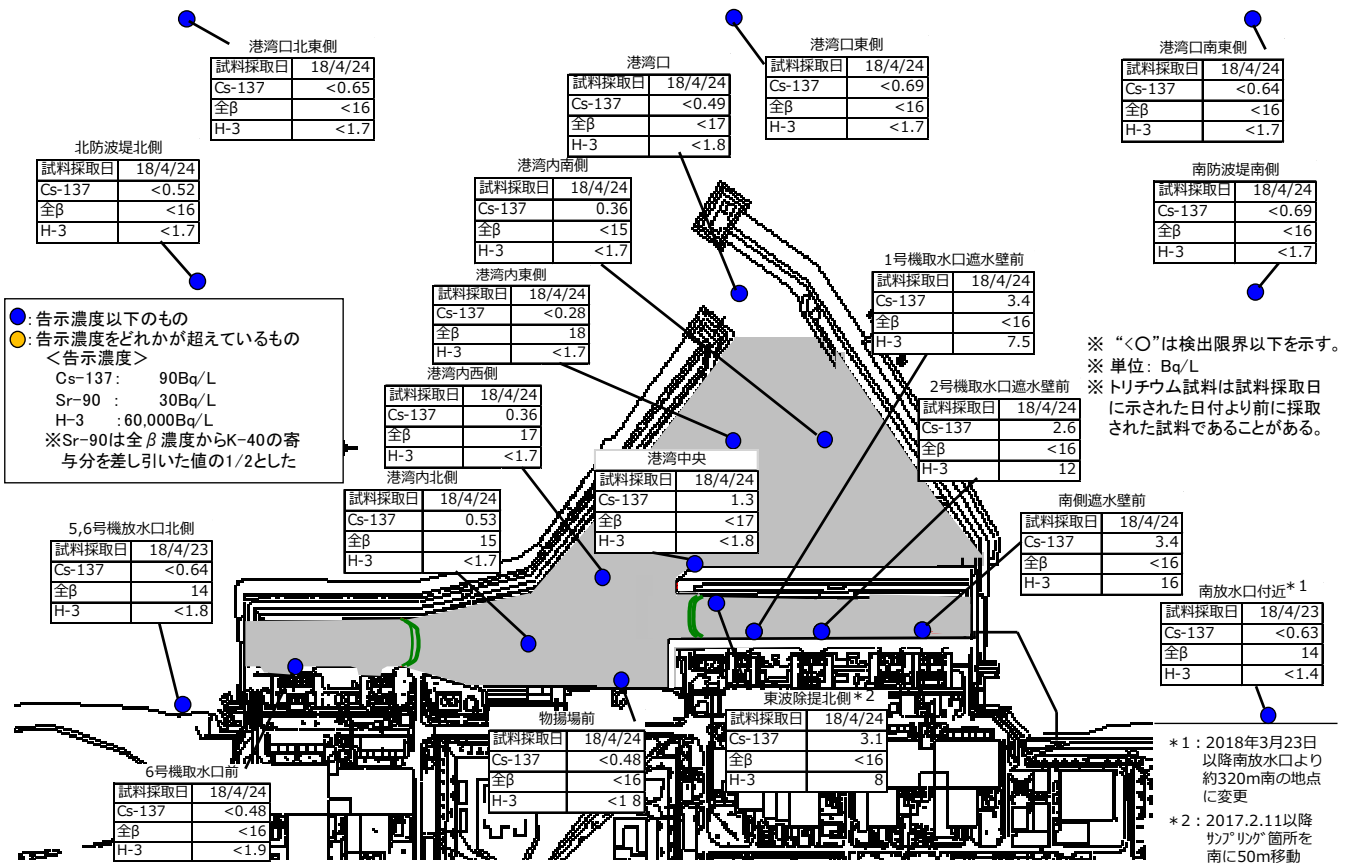 港湾口北東側
試料採取日 18/4/24
Cs-137 <0.65
全β <16
H-3 <1.7
港湾口
試料採取日 18/4/24
Cs-137 <0.49
全β <17
H-3 <1.8
港湾口東側
試料採取日 18/4/24
Cs-137 <0.69
全β <16
H-3 <1.7
港湾口南東側
試料採取日 18/4/24
Cs-137 <0.64
全β <16
H-3 <1.7
北防波堤北側
試料採取日 18/4/24
Cs-137 <0.52
全β <16
H-3 <1.7
港湾内南側
試料採取日 18/4/24
Cs-137 0.36
全β <15
H-3 <1.7
南防波堤南側
試料採取日 18/4/24
Cs-137 <0.69
全β <16
H-3 <1.7
港湾内東側
試料採取日 18/4/24
Cs-137 <0.28
全β 18
H-3 <1.7
1号機取水口遮水壁前
試料採取日 18/4/24
Cs-137 3.4
全β <16
H-3 7.5
:告示濃度以下のもの
:告示濃度をどれかが超えているもの
<告示濃度>
Cs-137: 90Bq/L
Sr-90 : 30Bq/L
H-3 :60,000Bq/L
※Sr-90は全β濃度からK-40の寄
与分を差し引いた値の1/2とした
※ “<○”は検出限界以下を示す。
※ 単位: Bq/L
※ トリチウム試料は試料採取日
に示された日付より前に採取
された試料であることがある。
港湾内西側
試料採取日 18/4/24
Cs-137 0.36
全β 17
H-3 <1.7
2号機取水口遮水壁前
試料採取日 18/4/24
Cs-137 2.6
全β <16
H-3 12
港湾中央
試料採取日 18/4/24
Cs-137 1.3
全β <17
H-3 <1.8
港湾内北側
試料採取日 18/4/24
Cs-137 0.53
全β 15
H-3 <1.7
南側遮水壁前
試料採取日 18/4/24
Cs-137 3.4
全β <16
H-3 16
5,6号機放水口北側
試料採取日 18/4/23
Cs-137 <0.64
全β 14
H-3 <1.8
南放水口付近*1
試料採取日 18/4/23
Cs-137 <0.63
全β 14
H-3 <1.4
東波除堤北側*2
試料採取日 18/4/24
Cs-137 3.1
全β <16
H-3 8
物揚場前
試料採取日 18/4/24
Cs-137 <0.48
全β <16
H-3 <1 8
6号機取水口前
試料採取日 18/4/24
Cs-137 <0.48
全β <16
H-3 <1.9
*1:2018年3月23日
以降南放水口より
約320m南の地点
に変更
*2:2017.2.11以降
サンプリング箇所を
南に50m移動